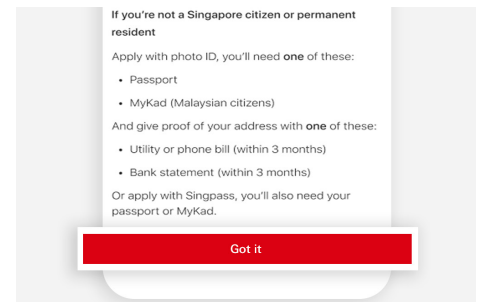 If you're not a Singapore citizen or permanent
resident
Apply with photo ID, you'll need one of these:
• Passport
• MyKad (Malaysian citizens)
And give proof of your address with one of these:
• Utility or phone bill (within 3 months)
• Bank statement (within 3 months)
Or apply with Singpass, you'll also need your
passport or MyKad.
Got it